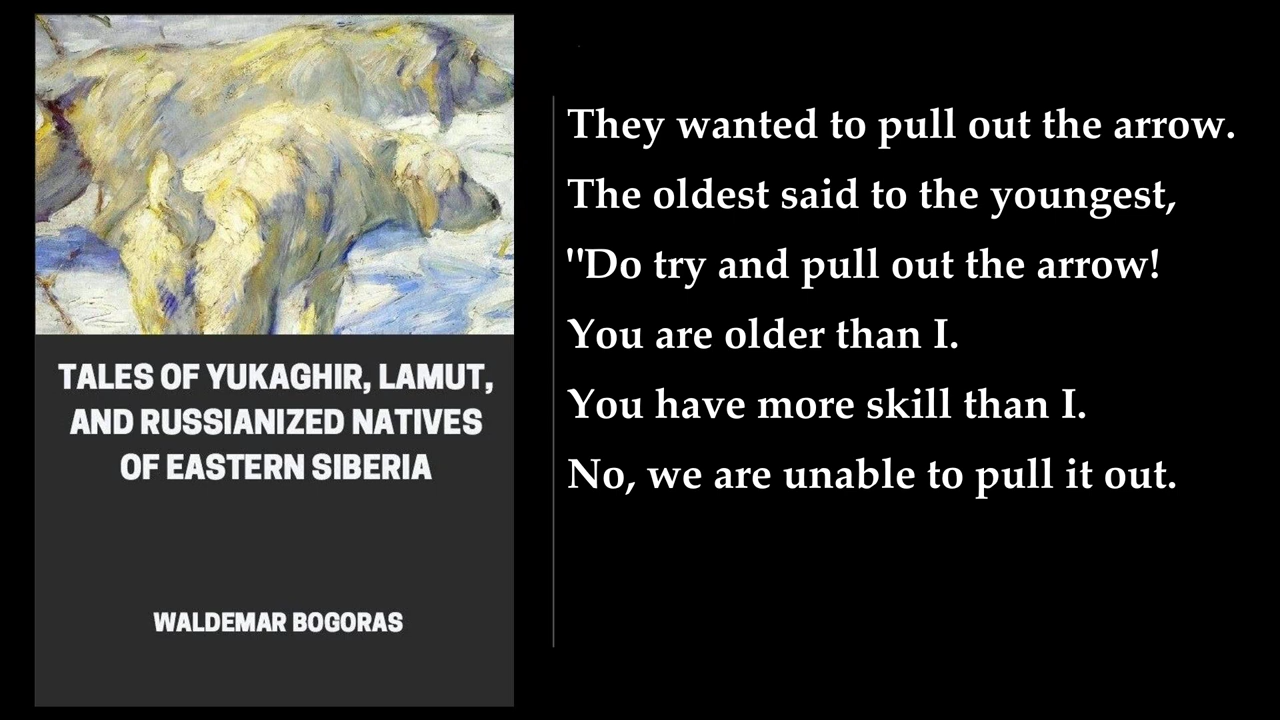 TALES OF YUKAGHIR, LAMUT,
AND RUSSIANIZED NATIVES
OF EASTERN SIBERIA
WALDEMAR BOGORAS
They wanted to pull out the arrow.
The oldest said to the youngest,
"Do try and pull out the arrow!
You are older than I.
You have more skill than I.
No, we are unable to pull it out.